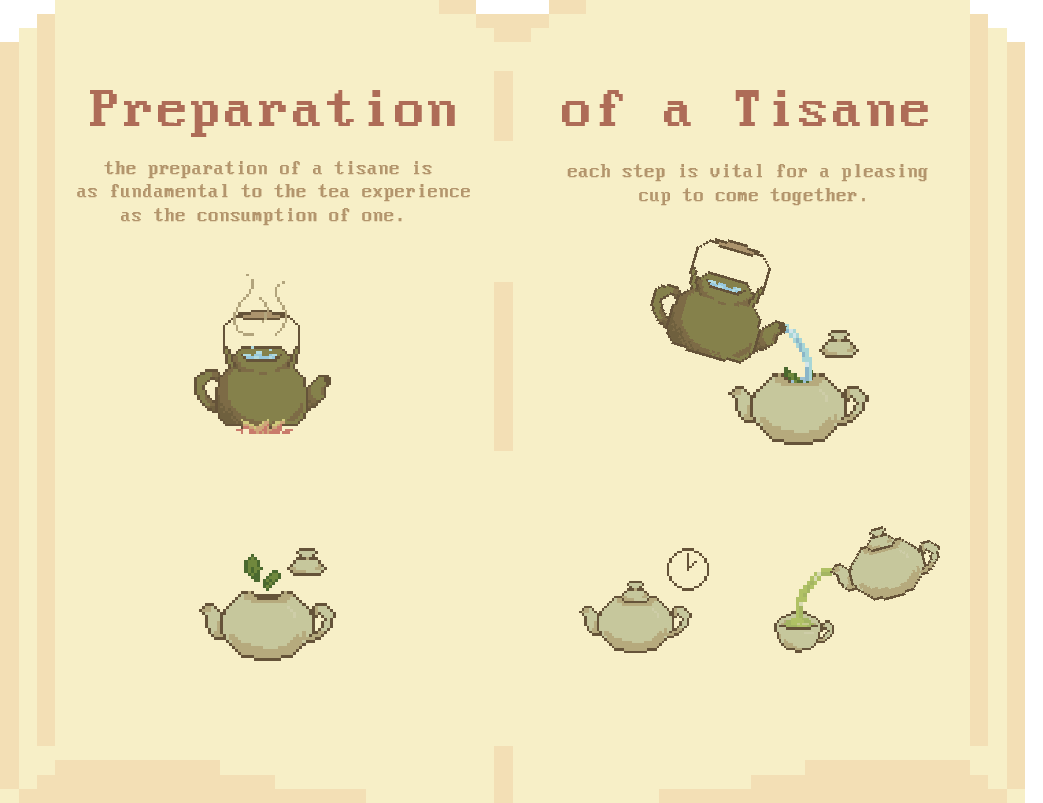 Preparation
the preparation of a tisane is
as fundamental to the tea experience
as the consumption of one.
of a Tisane
each step is vital for a pleasing
cup to come together.